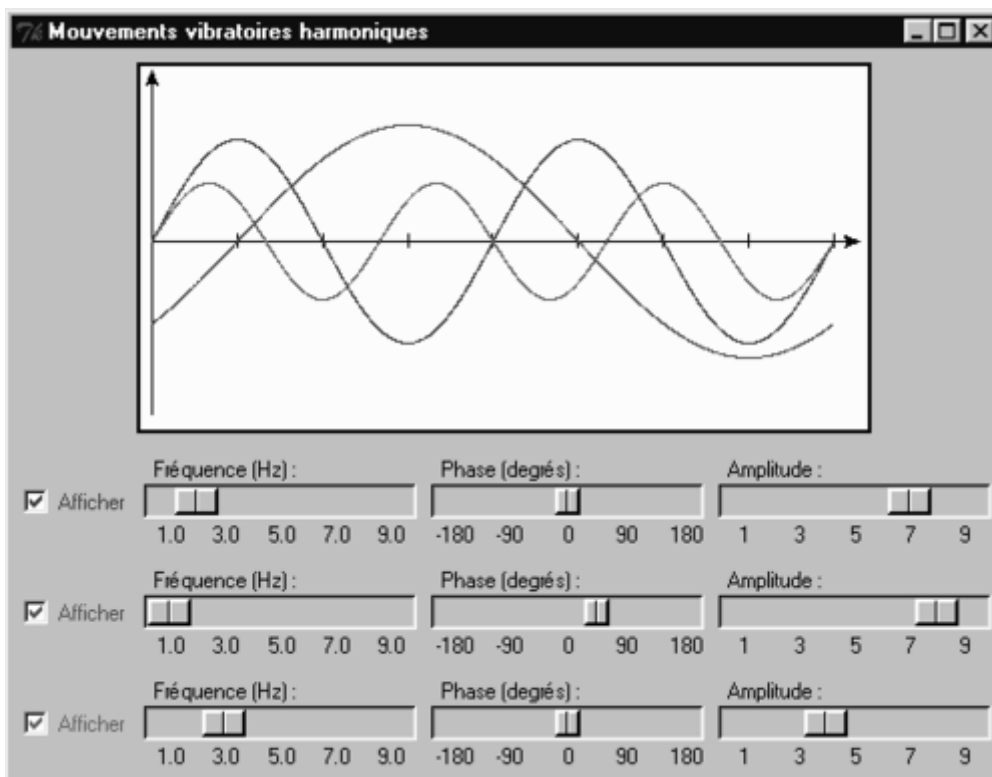 Mouvements vibratoires harmoniques
Fréquence (Hz) : Phase (degrés) : Amplitude :
Afficher
1.0 3.0 5.0 7.0 9.0 -180 -90 0 90 180 1 3 5 7 9
Fréquence (Hz) : Phase (degrés) : Amplitude :
Afficher
1.0 3.0 5.0 7.0 9.0 -180 -90 0 90 180 1 3 5 7 9
Fréquence (Hz) : Phase (degrés) : Amplitude :
Afficher
1.0 3.0 5.0 7.0 9.0 -180 -90 0 90 180 1 3 5 7 9